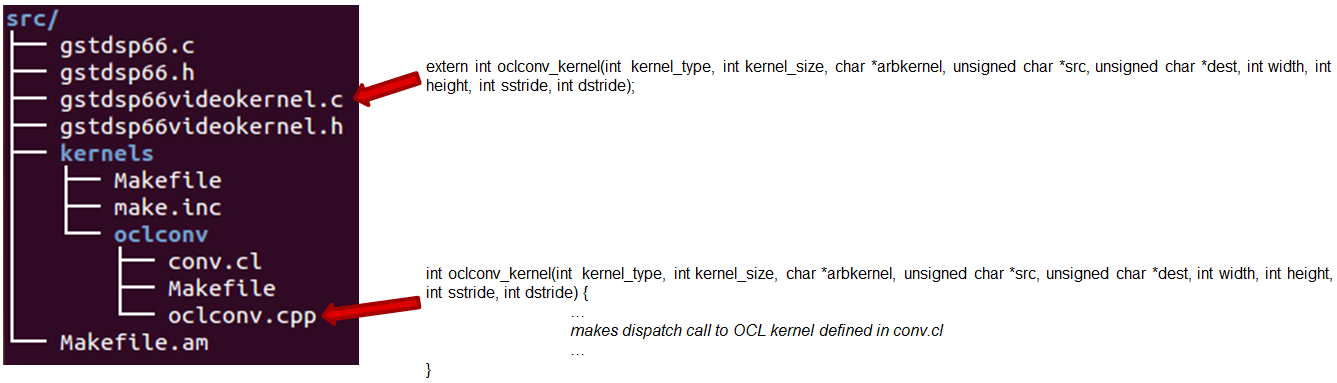 src/
gstdsp66.c
gstdsp66.h
gstdsp66videokernel.c
gstdsp66videokernel.h
kernels
Makefile
make.inc
oclconv
conv.cl
Makefile
oclconv.cpp
Makefile.am
extern int oclconv_kernel(int kernel_type, int kernel_size, char *arbkernel, unsigned char *src, unsigned char *dest, int width, int
height, int sstride, int dstride);
int oclconv_kernel(int kernel_type, int kernel_size, char *arbkernel, unsigned char *src, unsigned char *dest, int width, int height,
int sstride, int dstride) {
...
makes dispatch call to OCL kernel defined in conv.cl
...
}